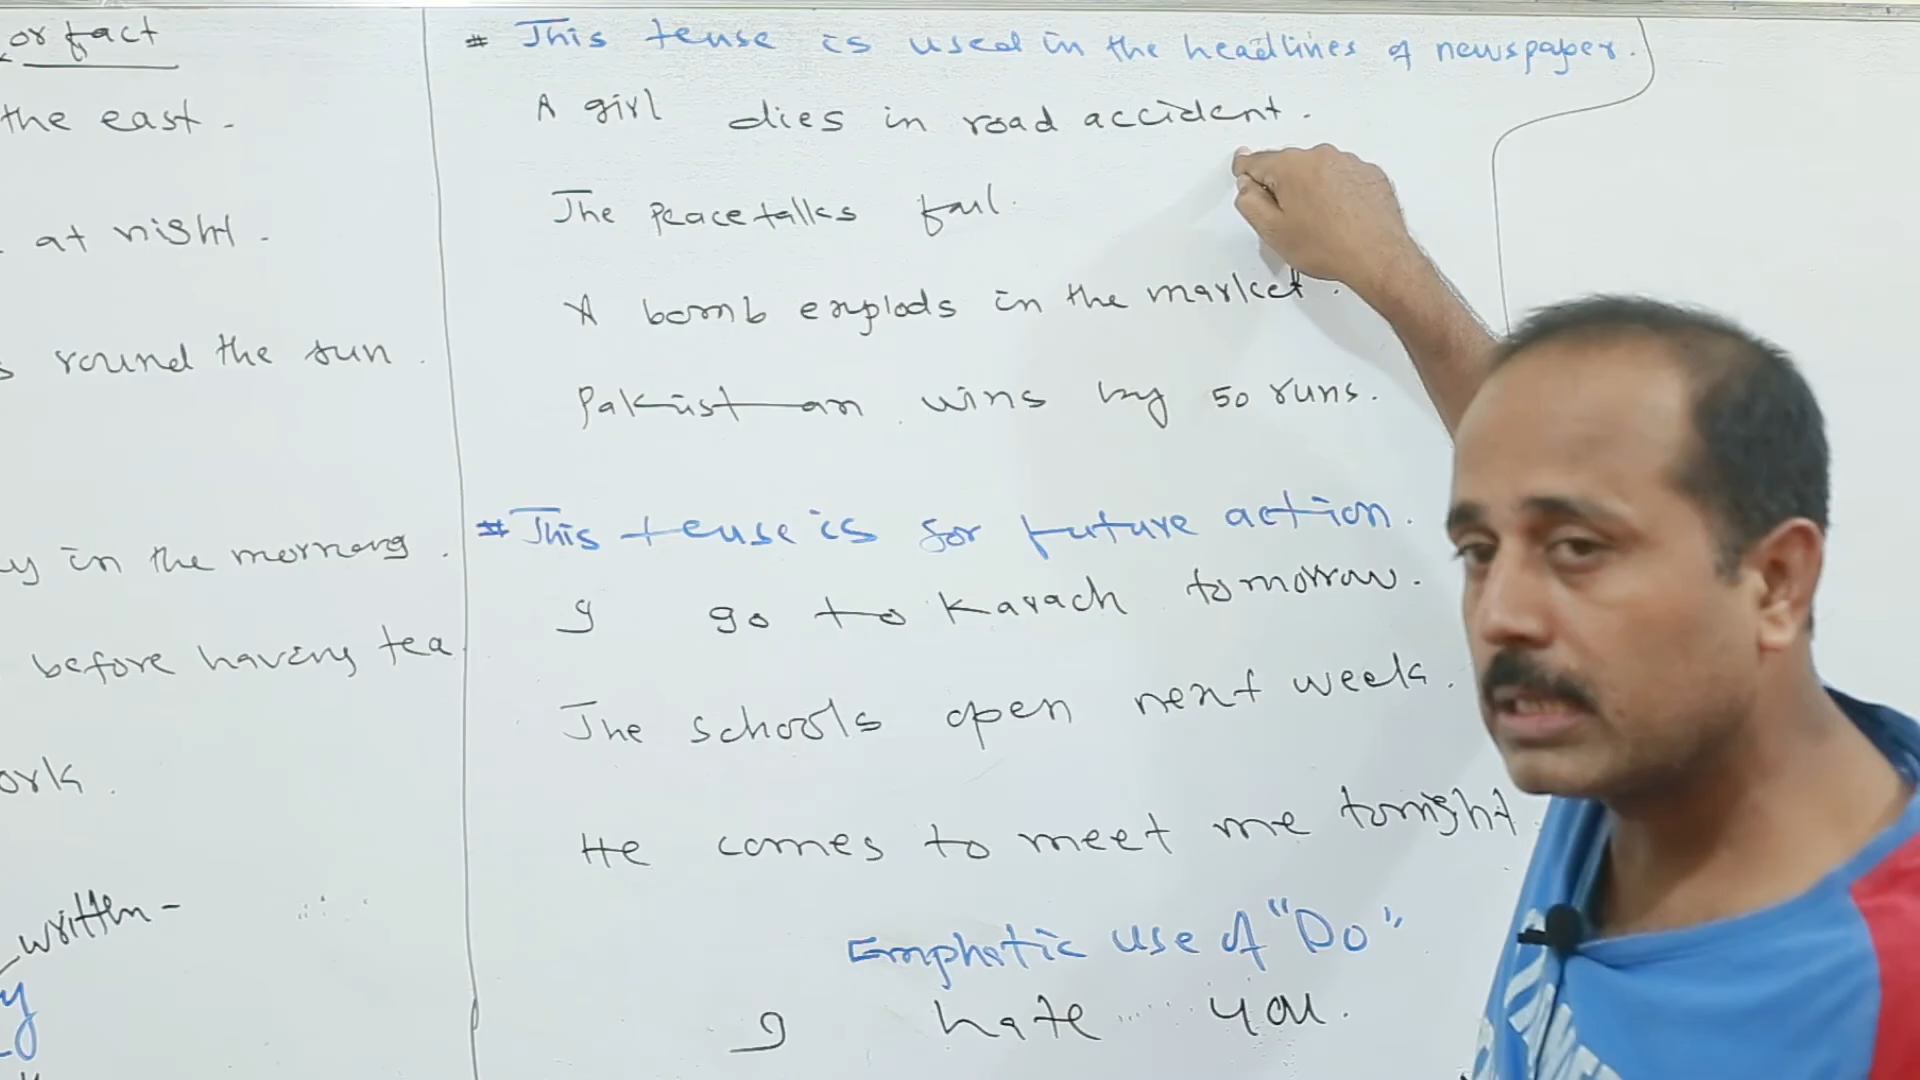 or fact
the east.
at night.
round the sun.
in the morning.
before having tea
ork.
written
# This tense is used in the headlines of newspaper.
A girl dies in road accident.
The Peace talks fail.
A bomb explods in the market.
Pakistan wins by 50 runs.
# This tense is for future action.
I go to Karach tomorrow.
The schools open next week.
He comes to meet me tonight.
Emphatic use of "Do"
I hate you.